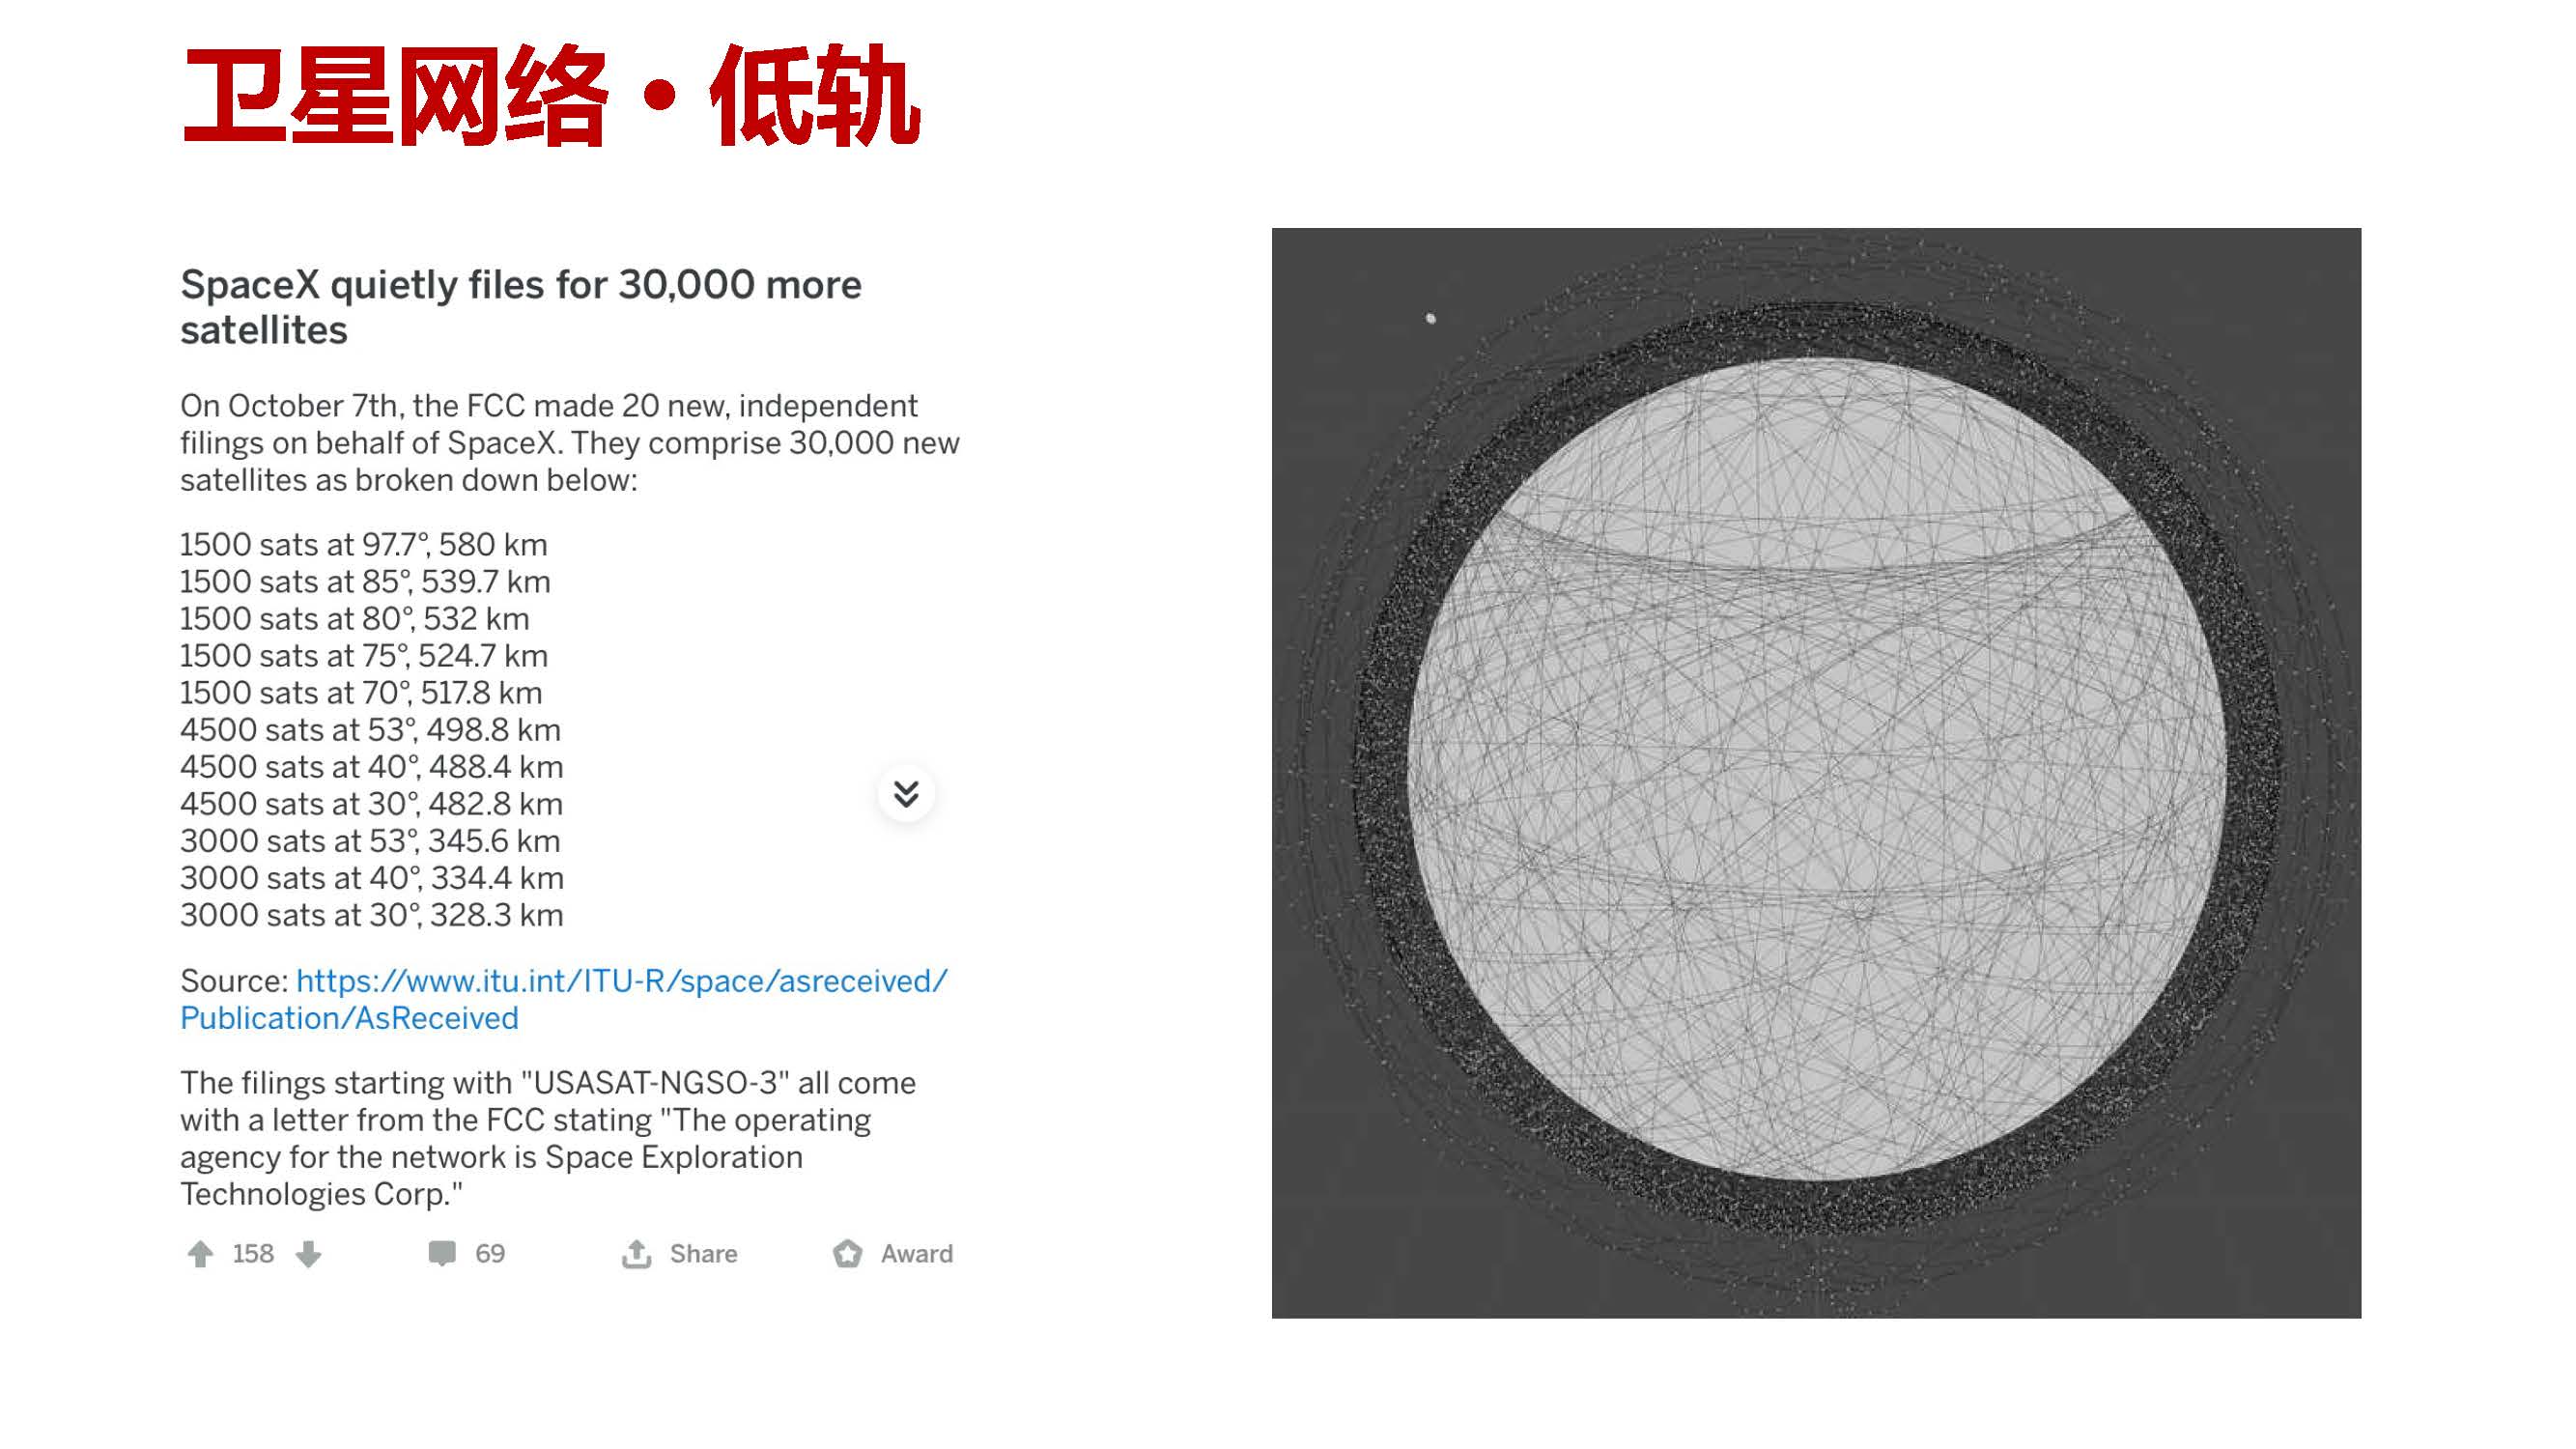 卫星网络·低轨
SpaceX quietly files for 30,000 more
satellites
On October 7th, the FCC made 20 new, independent
filings on behalf of SpaceX. They comprise 30,000 new
satellites as broken down below:
1500 sats at 97.7°, 580 km
1500 sats at 85°, 539.7 km
1500 sats at 80°, 532 km
1500 sats at 75°, 524.7 km
1500 sats at 70°, 517.8 km
4500 sats at 53°, 498.8 km
4500 sats at 40°, 488.4 km
4500 sats at 30°, 482.8 km
3000 sats at 53°, 345.6 km
3000 sats at 40°, 334.4 km
3000 sats at 30°, 328.3 km
Source: https://www.itu.int/ITU-R/space/asreceived/
Publication/AsReceived
The filings starting with "USASAT-NGSO-3" all come
with a letter from the FCC stating "The operating
agency for the network is Space Exploration
Technologies Corp."
158 69 Share Award